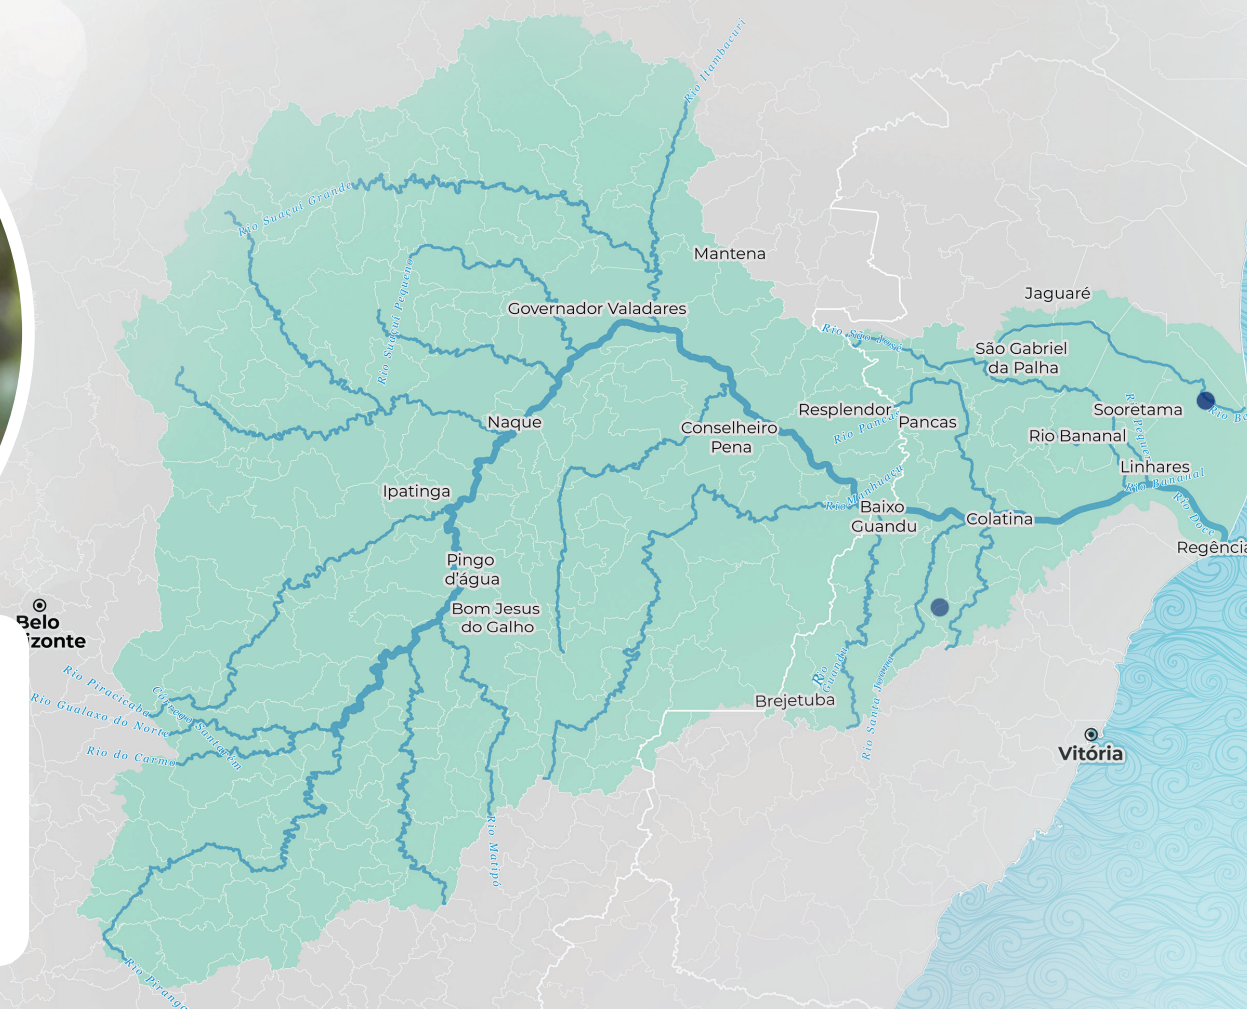 Rio Itambacuri
Rio Suaçuí Grande
Mantena
Rio Suaçuí Pequeno
Jaguaré
Governador Valadares
Rio São José
São Gabriel
da Palha
Resplendor
Rio Pancas
Pancas
Sooretama
Naque
Conselheiro
Pena
Rio Bananal
Linhares
Rio Bananal
Ipatinga
Rio Manhuaçu
Baixo
Guandu
Colatina
Rio Doce
Regência
Pingo
d'água
Bom Jesus
do Galho
Belo
izonte
Rio Piracicaba
Rio Gualaxo do Norte
Rio do Carmo
Córrego Santarém
Rio
Guandu
Brejetuba
Rio Santa Joana
Vitória
Rio Matipó
Rio Piranga